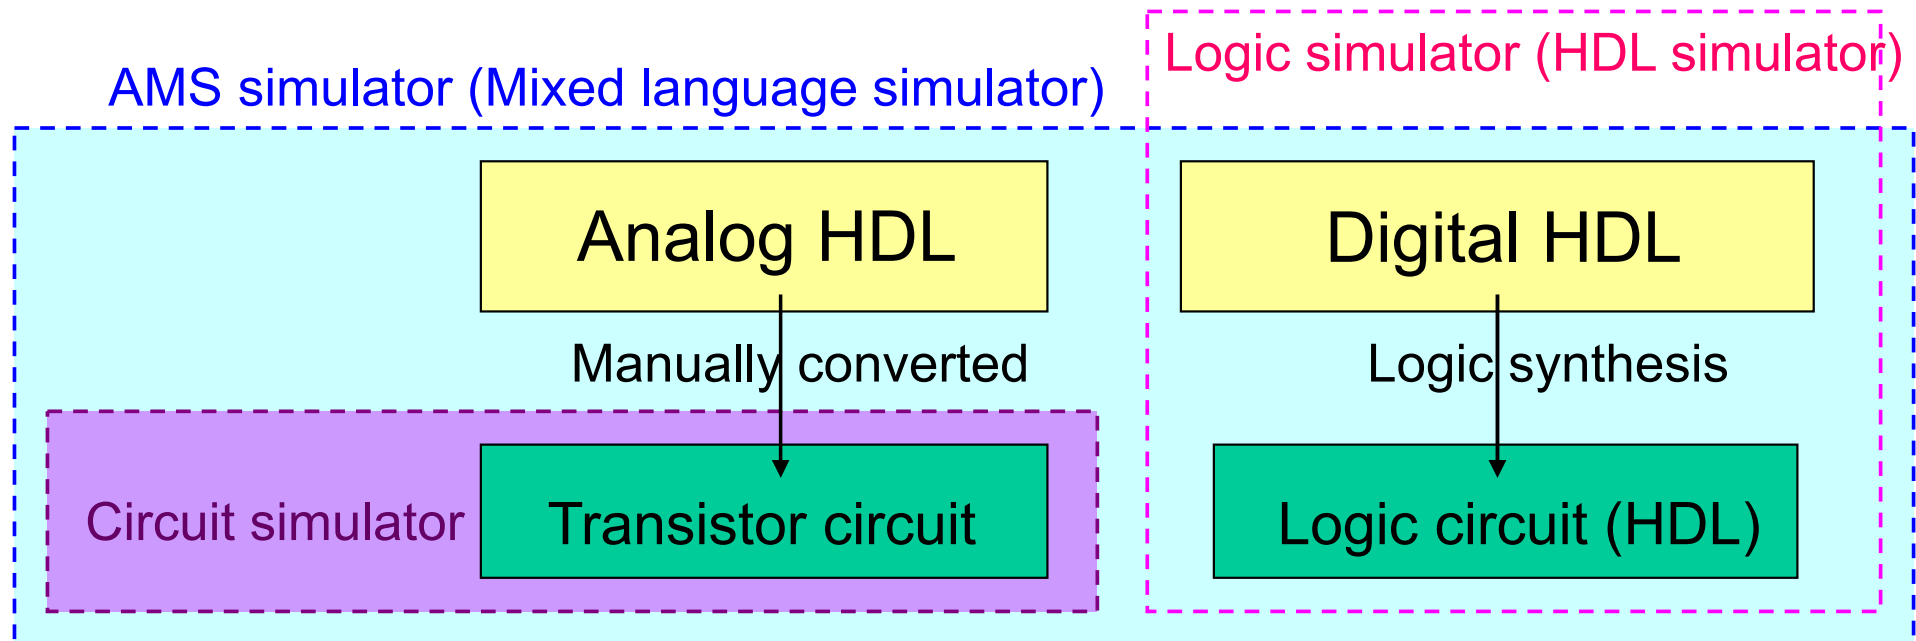 Logic simulator (HDL simulator)
AMS simulator (Mixed language simulator)
Analog HDL
Digital HDL
Manually converted
Logic synthesis
Circuit simulator
Transistor circuit
Logic circuit (HDL)